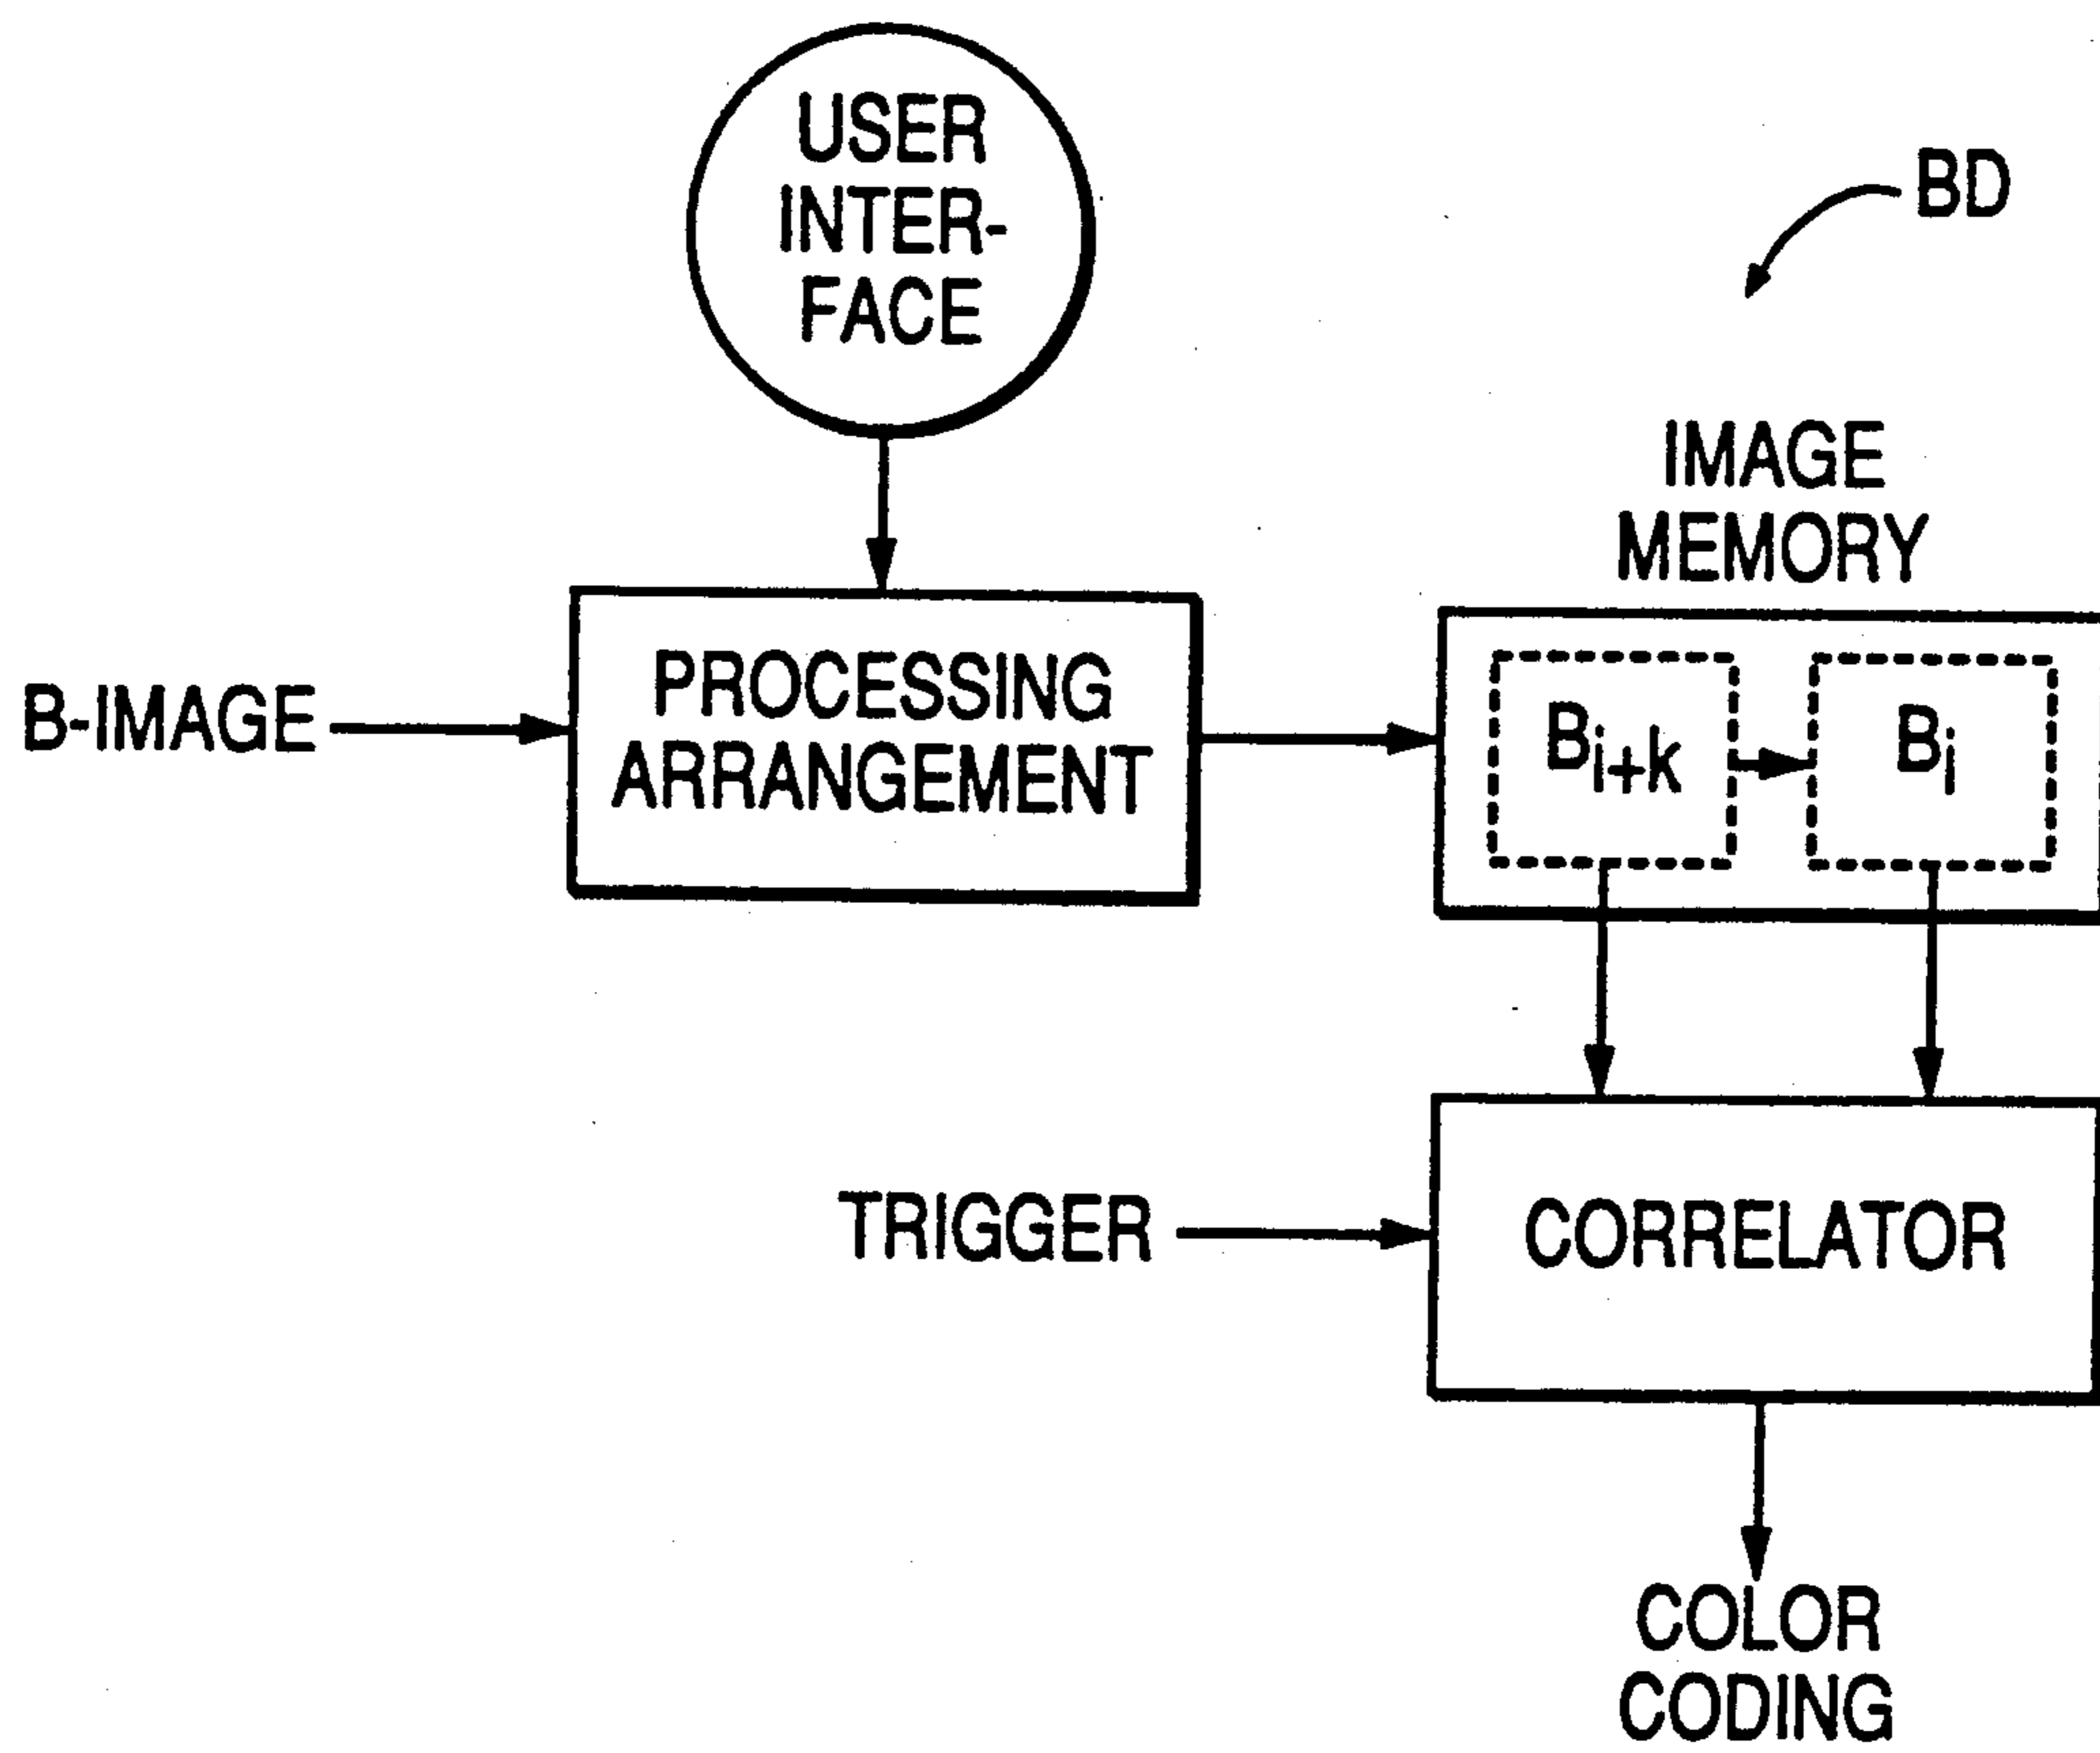 USER
INTER-
FACE
BD
IMAGE
MEMORY
B-IMAGE
PROCESSING
ARRANGEMENT
Bi+k
Bi
TRIGGER
CORRELATOR
COLOR
CODING